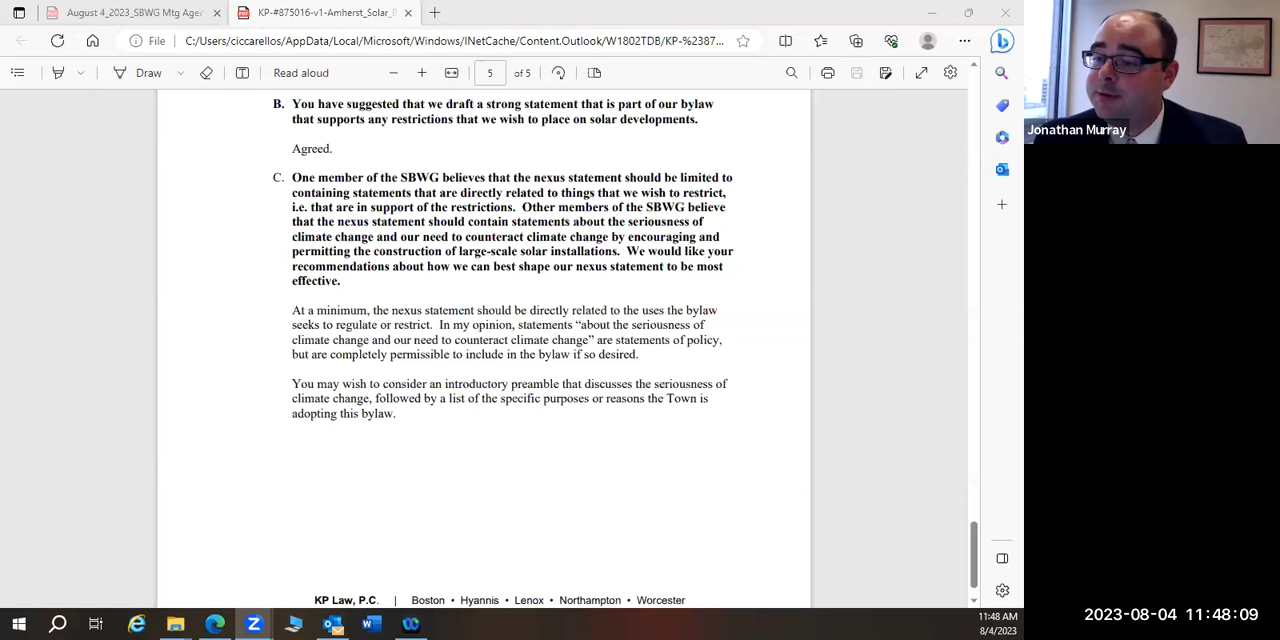 August 4_2023_SBWG Mtg Age
KP-#875016-v1-Amherst_Solar_B
File
C:/Users/ciccarellos/AppData/Local/Microsoft/Windows/INetCache/Content.Outlook/W1802TDB/KP-%2387...
Draw
Read aloud
5
of 5
B. You have suggested that we draft a strong statement that is part of our bylaw
that supports any restrictions that we wish to place on solar developments.
Agreed.
C. One member of the SBWG believes that the nexus statement should be limited to
containing statements that are directly related to things that we wish to restrict,
i.e. that are in support of the restrictions. Other members of the SBWG believe
that the nexus statement should contain statements about the seriousness of
climate change and our need to counteract climate change by encouraging and
permitting the construction of large-scale solar installations. We would like your
recommendations about how we can best shape our nexus statement to be most
effective.
At a minimum, the nexus statement should be directly related to the uses the bylaw
seeks to regulate or restrict. In my opinion, statements “about the seriousness of
climate change and our need to counteract climate change” are statements of policy,
but are completely permissible to include in the bylaw if so desired.
You may wish to consider an introductory preamble that discusses the seriousness of
climate change, followed by a list of the specific purposes or reasons the Town is
adopting this bylaw.
KP Law, P.C. | Boston • Hyannis • Lenox • Northampton • Worcester
Jonathan Murray
11:48 AM
8/4/2023
2023-08-04 11:48:09